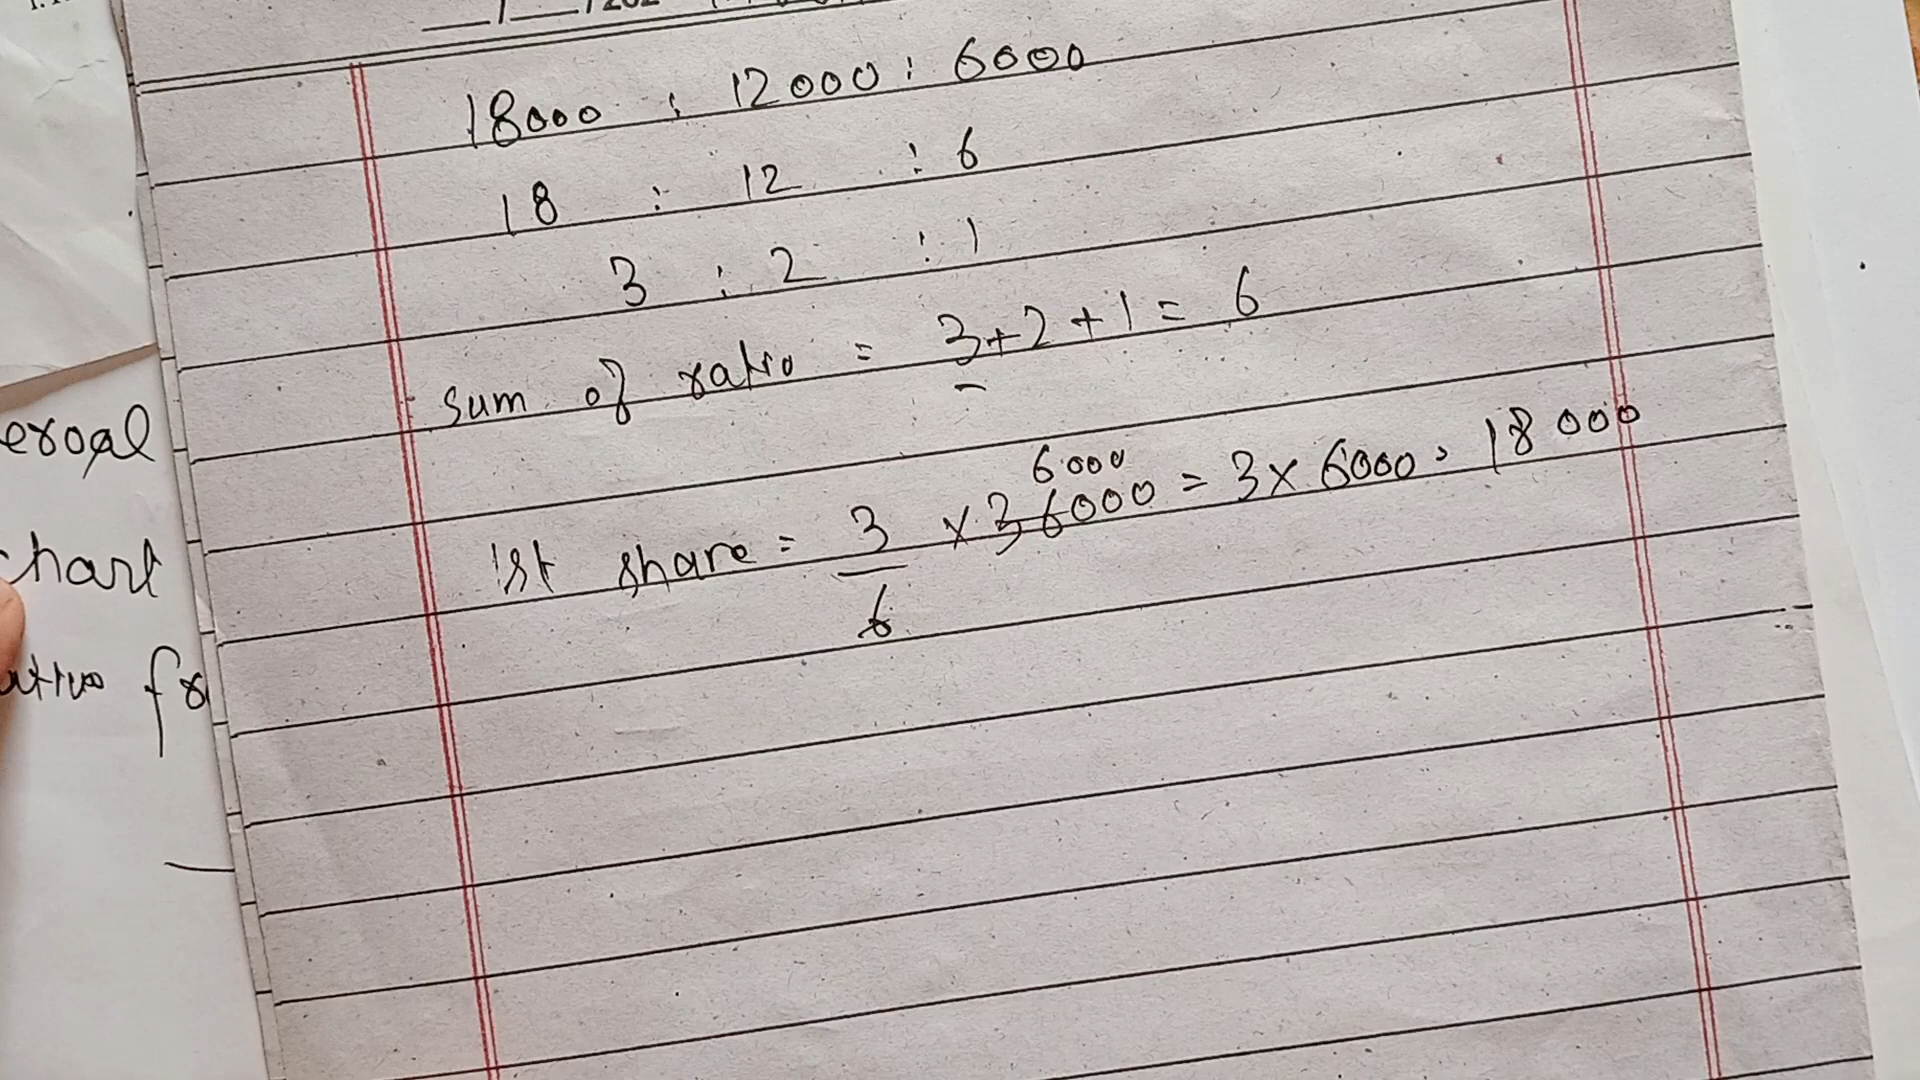 18000 : 12000 : 6000
18 : 12 : 6
3 : 2 : 1
Sum of ratio = 3+2+1 = 6
6000
1st share = 3/6 × 36000 = 3 × 6000 = 18000
chart